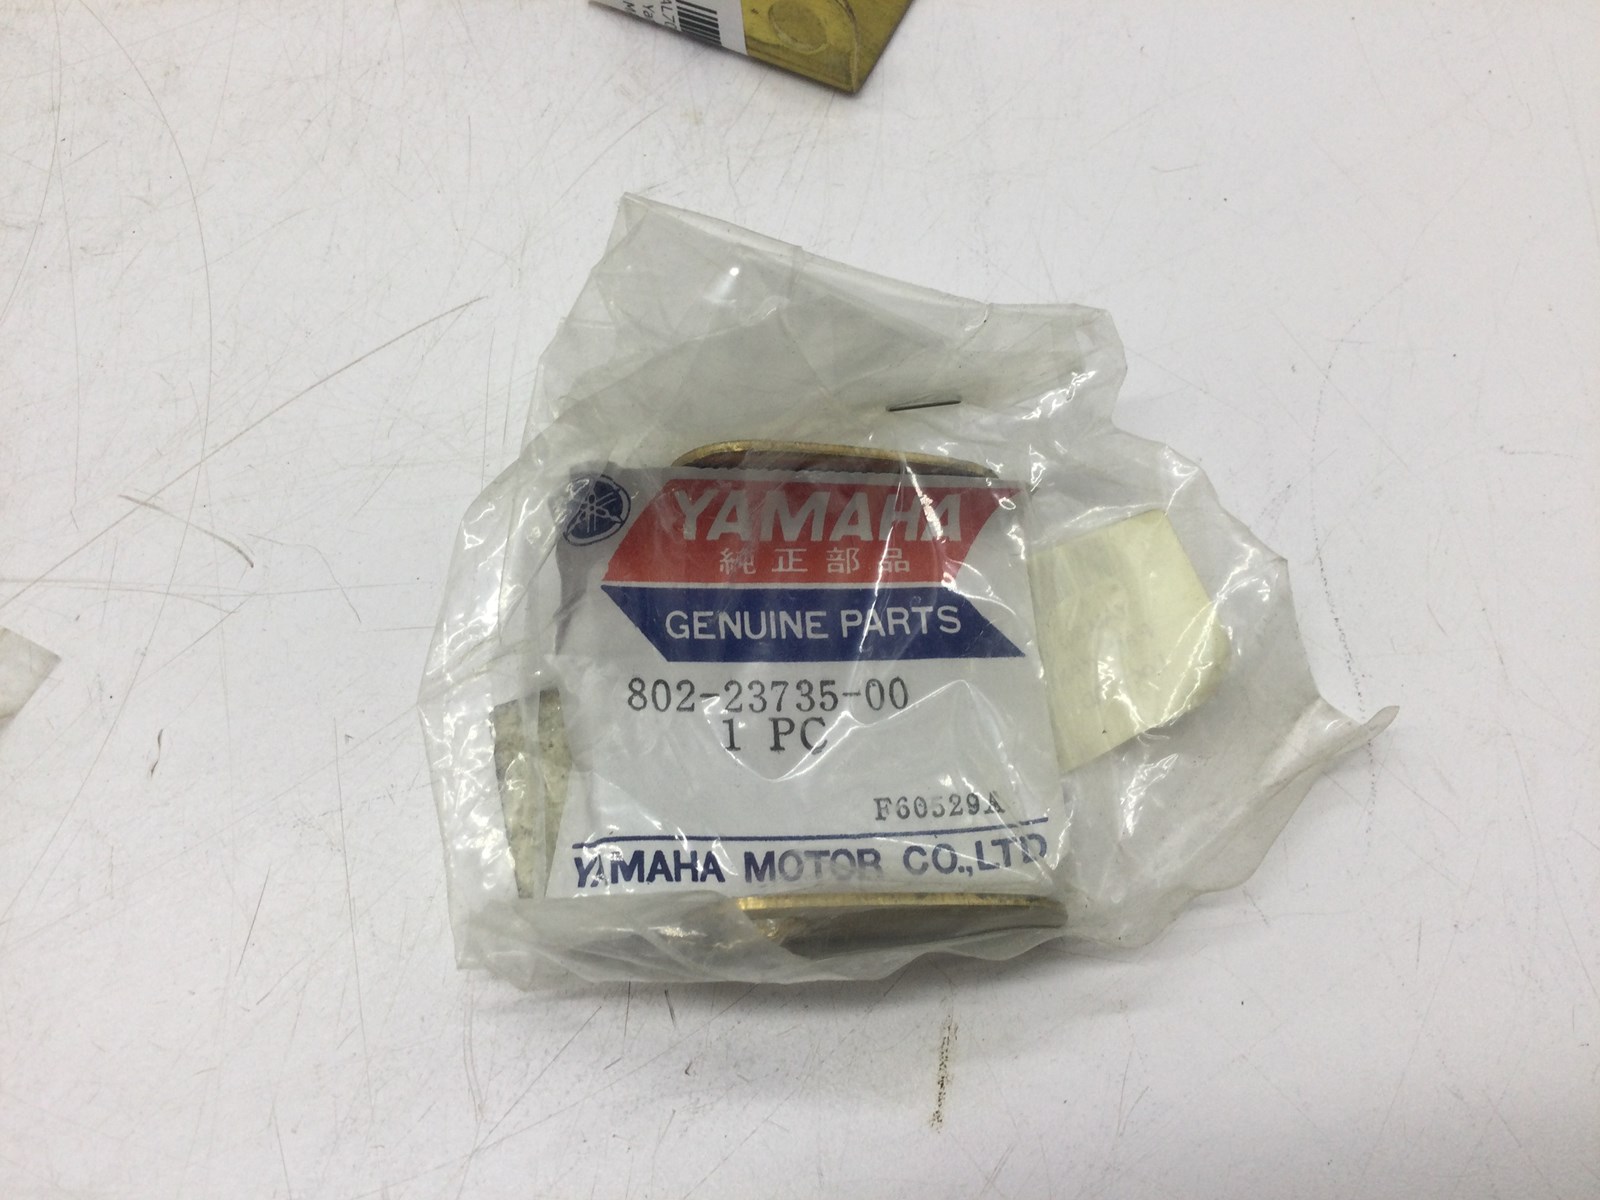 YAMAHA
純正部品
GENUINE PARTS
802-23735-00
1 PC
F60529A
YAMAHA MOTOR CO.,LTD